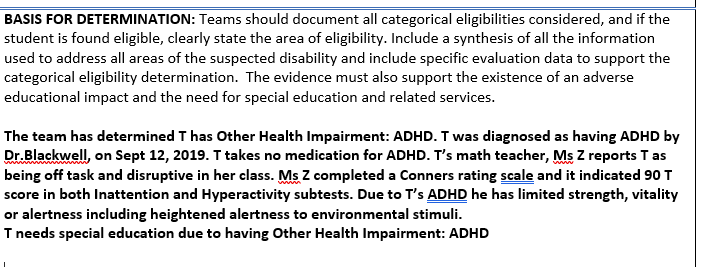 BASIS FOR DETERMINATION: Teams should document all categorical eligibilities considered, and if the
student is found eligible, clearly state the area of eligibility. Include a synthesis of all the information
used to address all areas of the suspected disability and include specific evaluation data to support the
categorical eligibility determination.  The evidence must also support the existence of an adverse
educational impact and the need for special education and related services.
The team has determined T has Other Health Impairment: ADHD. T was diagnosed as having ADHD by
Dr.Blackwell, on Sept 12, 2019. T takes no medication for ADHD. T's math teacher, Ms Z reports T as
being off task and disruptive in her class. Ms Z completed a Conners rating scale and it indicated 90 T
score in both Inattention and Hyperactivity subtests. Due to T's ADHD he has limited strength, vitality
or alertness including heightened alertness to environmental stimuli.
T needs special education due to having Other Health Impairment: ADHD